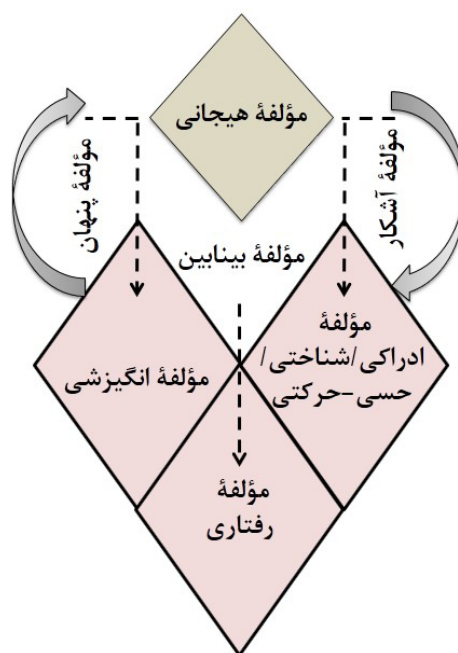 مؤلفۀ هیجانی
مؤلفۀ آشکار
مؤلفۀ پنهان
مؤلفۀ بینابین
مؤلفۀ
ادراکی/شناختی/
حسی-حرکتی
مؤلفۀ انگیزشی
مؤلفۀ
رفتاری